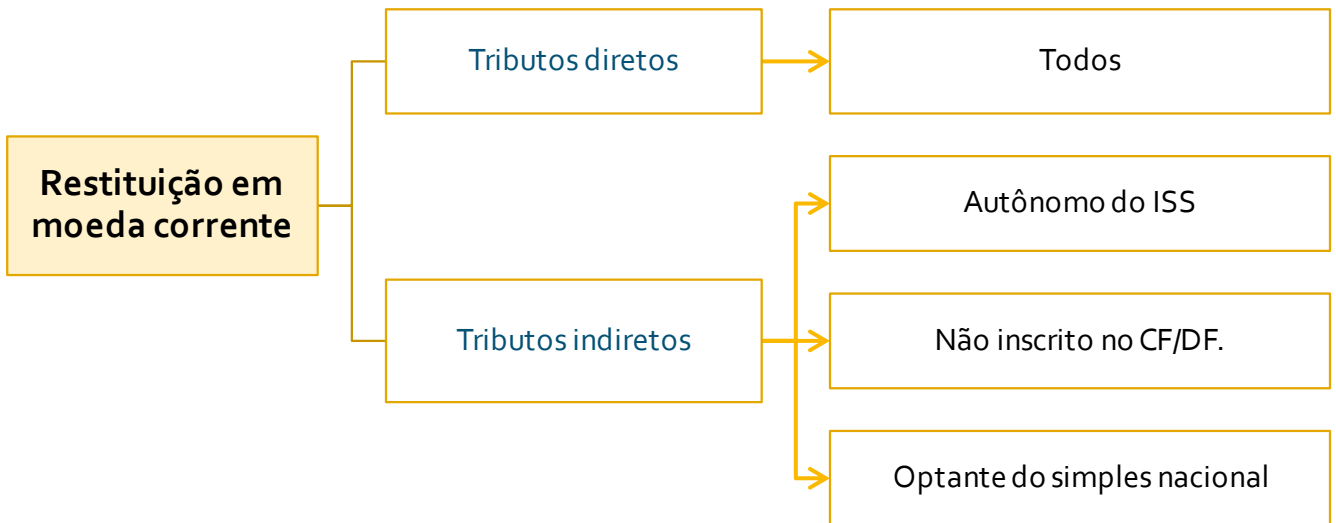 Restituição em
moeda corrente
Tributos diretos
Todos
Tributos indiretos
Autônomo do ISS
Não inscrito no CF/DF.
Optante do simples nacional